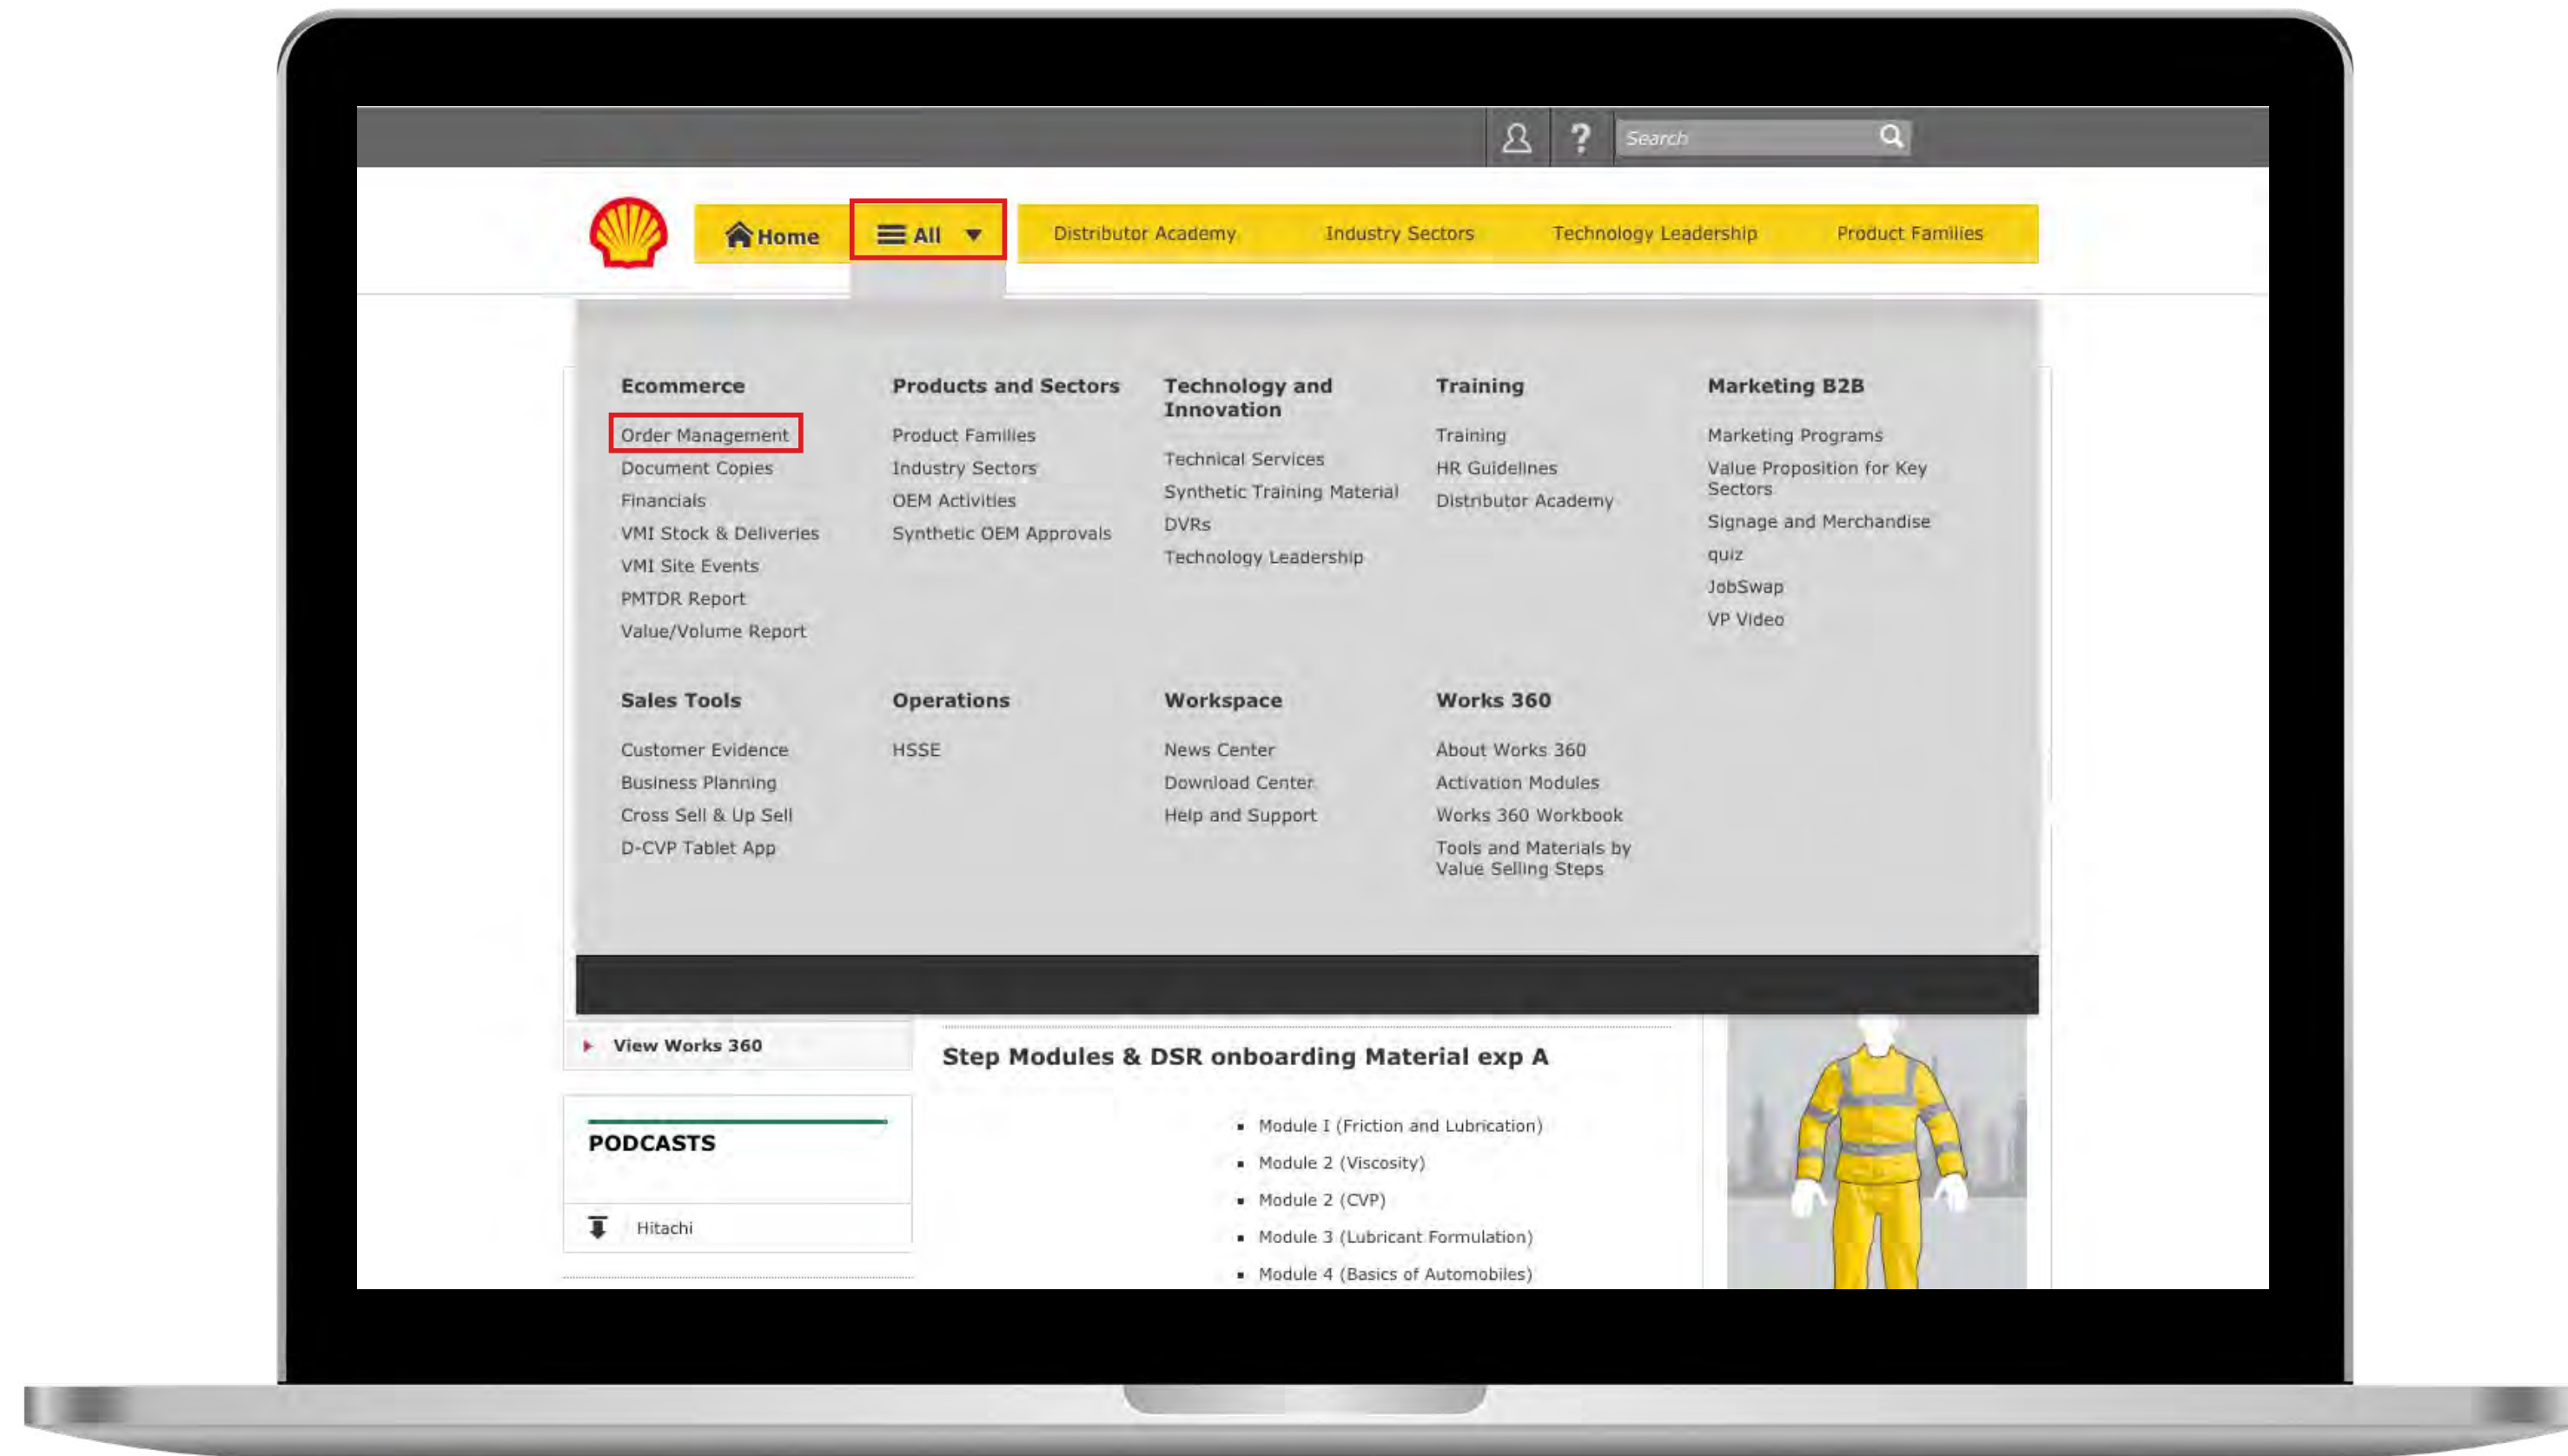 Search
Home
All
Distributor Academy
Industry Sectors
Technology Leadership
Product Families
Ecommerce
Order Management
Document Copies
Financials
VMI Stock & Deliveries
VMI Site Events
PMTDR Report
Value/Volume Report
Products and Sectors
Product Families
Industry Sectors
OEM Activities
Synthetic OEM Approvals
Technology and
Innovation
Technical Services
Synthetic Training Material
DVRs
Technology Leadership
Training
Training
HR Guidelines
Distributor Academy
Marketing B2B
Marketing Programs
Value Proposition for Key
Sectors
Signage and Merchandise
quiz
JobSwap
VP Video
Sales Tools
Customer Evidence
Business Planning
Cross Sell & Up Sell
D-CVP Tablet App
Operations
HSSE
Workspace
News Center
Download Center
Help and Support
Works 360
About Works 360
Activation Modules
Works 360 Workbook
Tools and Materials by
Value Selling Steps
View Works 360
PODCASTS
Hitachi
Step Modules & DSR onboarding Material exp A
Module I (Friction and Lubrication)
Module 2 (Viscosity)
Module 2 (CVP)
Module 3 (Lubricant Formulation)
Module 4 (Basics of Automobiles)